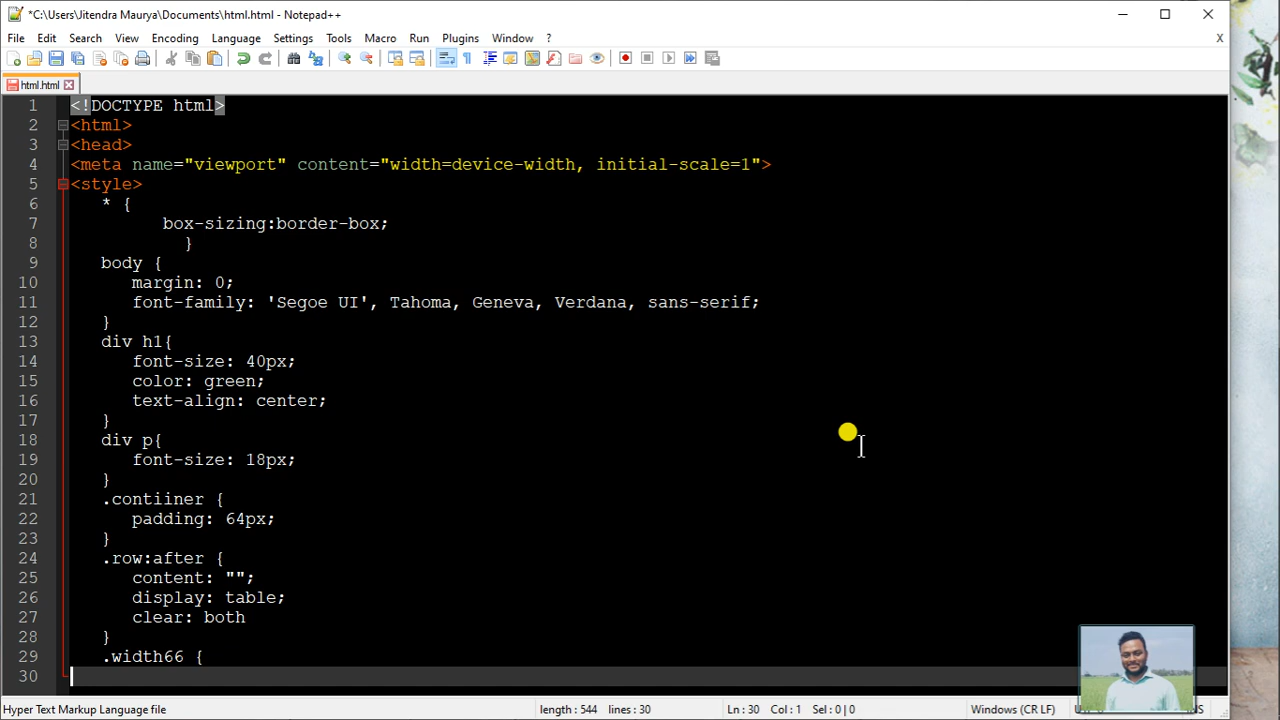 *C:\Users\Jitendra Maurya\Documents\html.html - Notepad++
File Edit Search View Encoding Language Settings Tools Macro Run Plugins Window ? X
html.html
1 <!DOCTYPE html>
2 <html>
3 <head>
4 <meta name="viewport" content="width=device-width, initial-scale=1">
5 <style>
6 * {
7 box-sizing:border-box;
8 }
9 body {
10 margin: 0;
11 font-family: 'Segoe UI', Tahoma, Geneva, Verdana, sans-serif;
12 }
13 div h1{
14 font-size: 40px;
15 color: green;
16 text-align: center;
17 }
18 div p{
19 font-size: 18px;
20 }
21 .contiiner {
22 padding: 64px;
23 }
24 .row:after {
25 content: "";
26 display: table;
27 clear: both
28 }
29 .width66 {
30
Hyper Text Markup Language file length : 544 lines : 30 Ln : 30 Col : 1 Sel : 0 | 0 Windows (CR LF)